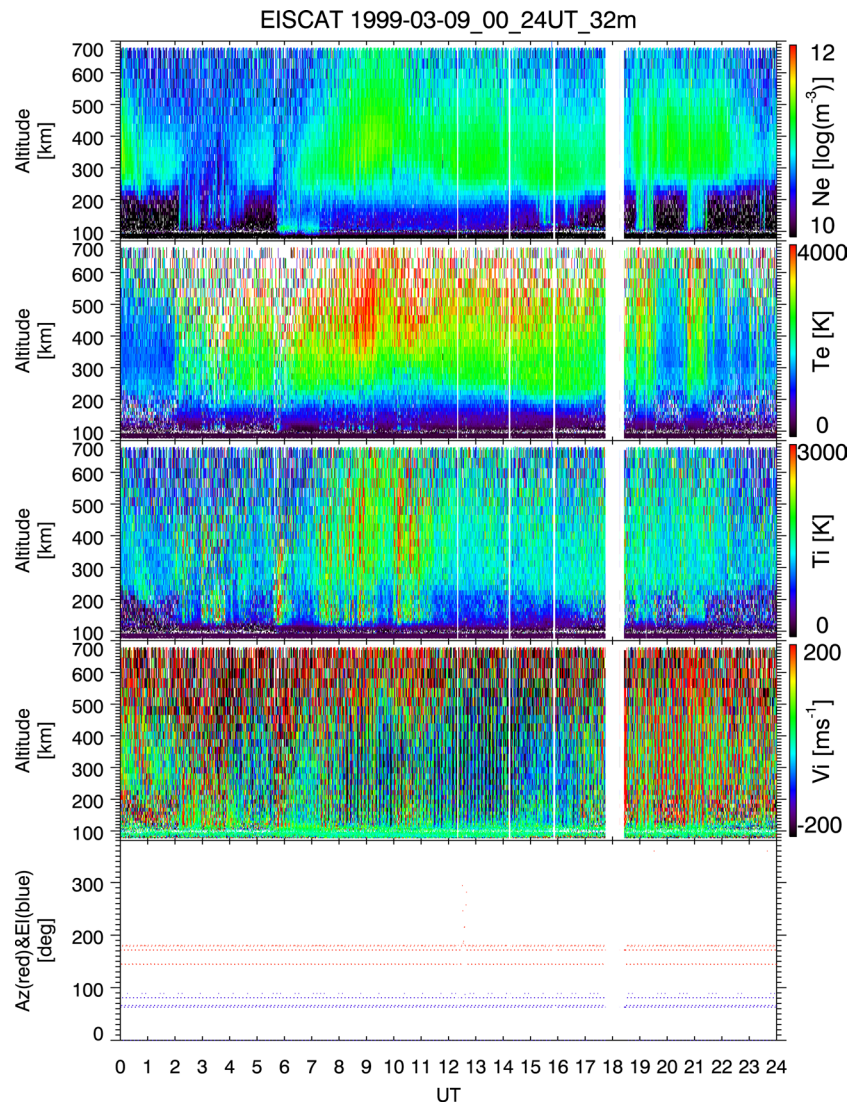 EISCAT 1999-03-09_00_24UT_32m
700
600
500
400
300
200
100
Altitude
[km]
12
10
Ne [log(m-3)]
700
600
500
400
300
200
100
Altitude
[km]
4000
0
Te [K]
700
600
500
400
300
200
100
Altitude
[km]
3000
0
Ti [K]
700
600
500
400
300
200
100
Altitude
[km]
200
-200
Vi [ms-1]
300
200
100
0
Az(red)&El(blue)
[deg]
0 1 2 3 4 5 6 7 8 9 10 11 12 13 14 15 16 17 18 19 20 21 22 23 24
UT